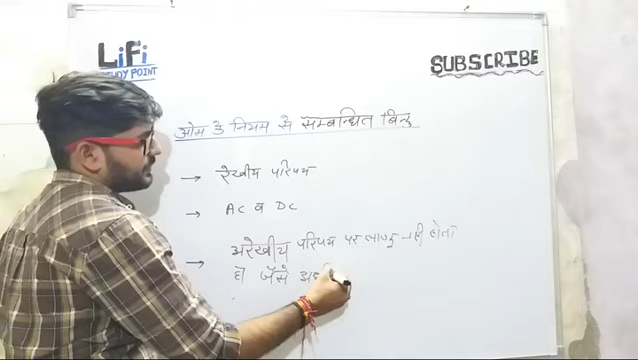 LiFi
STUDY POINT
SUBSCRIBE
ओम के नियम से सम्बन्धित बिन्दु
→ रेखीय परिपथ
→ AC व DC
→ अरेखीय परिपथ पर लागू नही होता
है जैसे